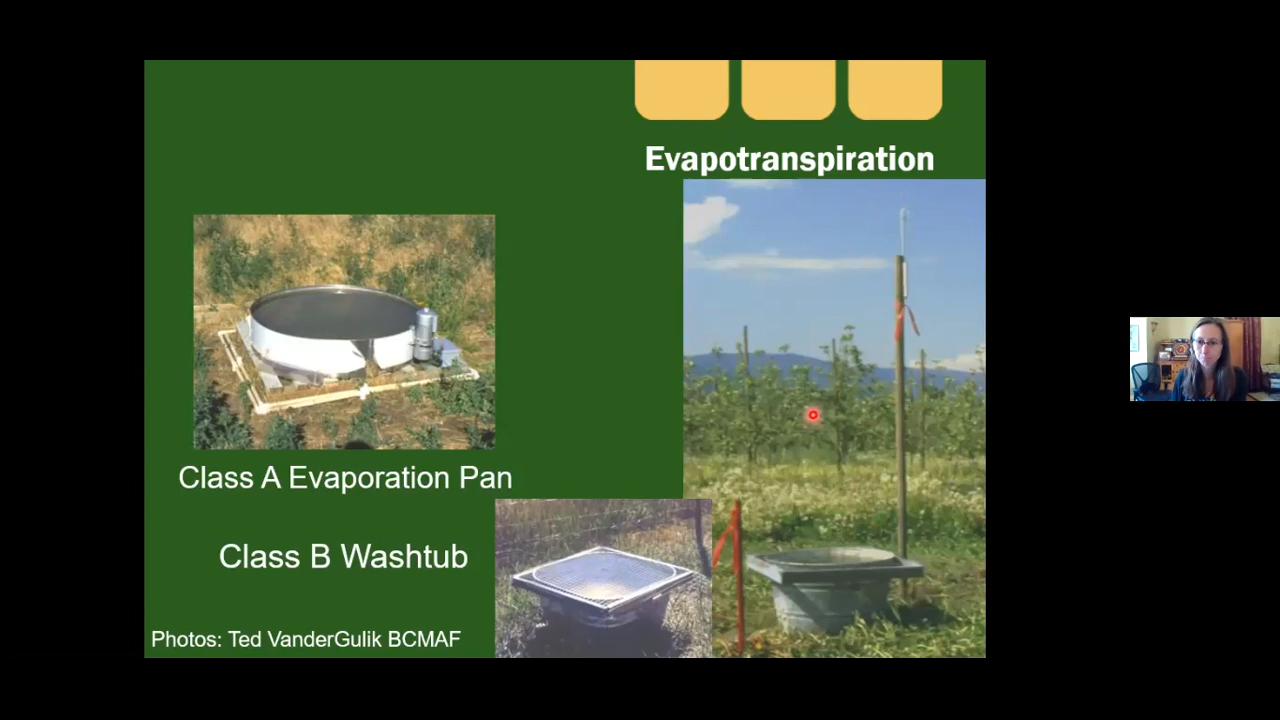 Evapotranspiration
Class A Evaporation Pan
Class B Washtub
Photos: Ted VanderGulik BCMAF